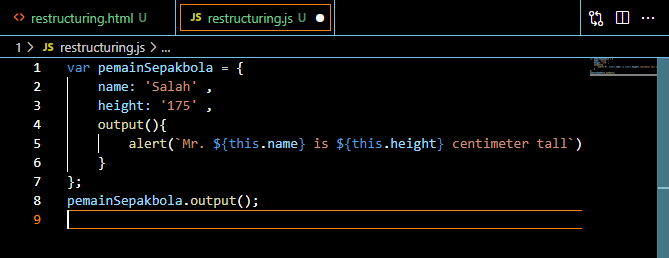 <> restructuring.html U
JS restructuring.js U
1 > JS restructuring.js > ...
1 var pemainSepakbola = {
2 name: 'Salah' ,
3 height: '175' ,
4 output(){
5 alert(`Mr. ${this.name} is ${this.height} centimeter tall`)
6 }
7 };
8 pemainSepakbola.output();
9